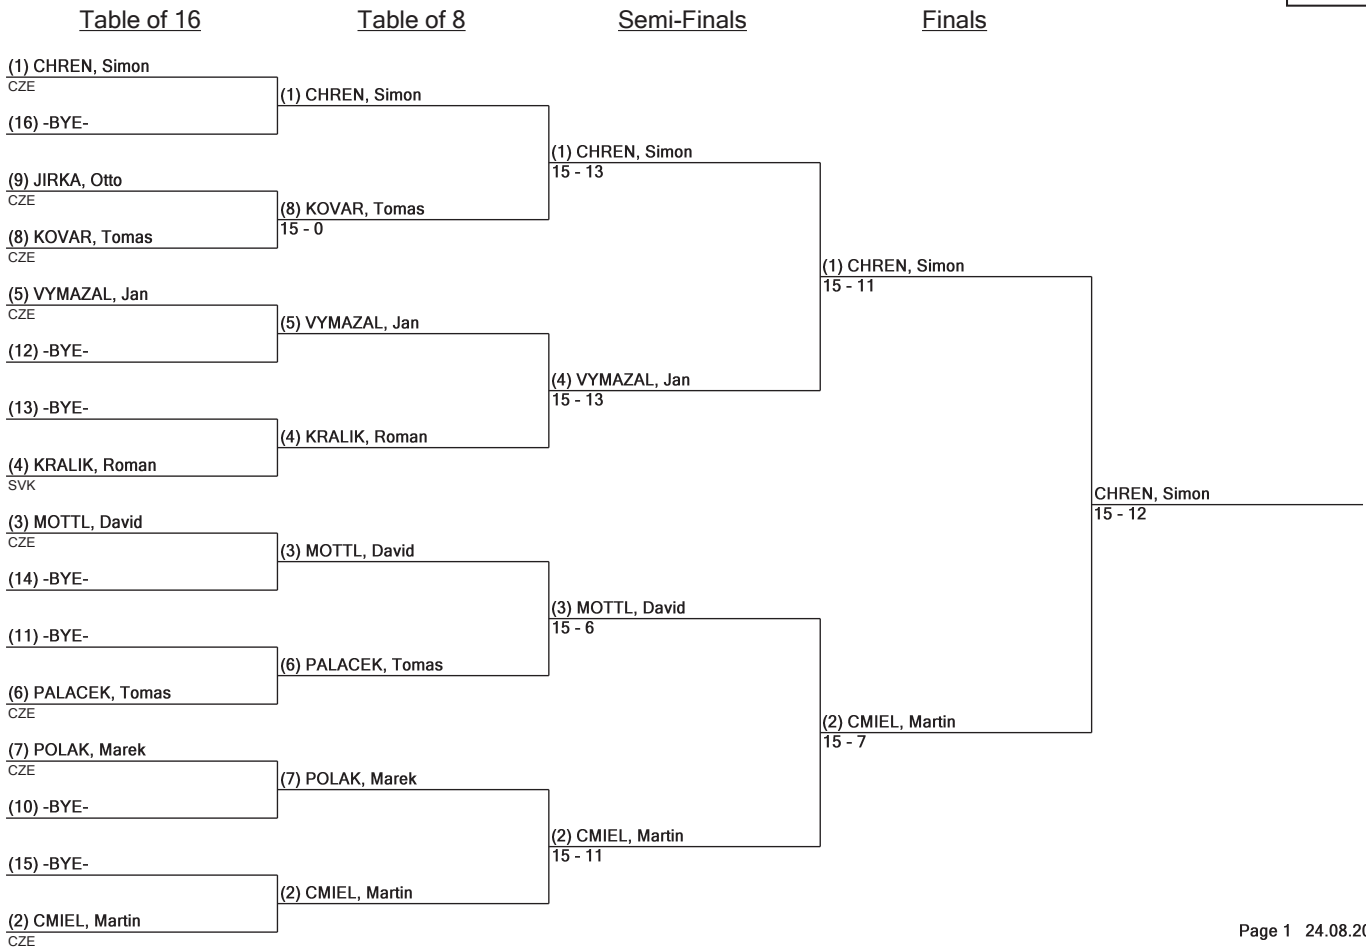 Table of 16
Table of 8
Semi-Finals
Finals
(1) CHREN, Simon
CZE
(16) -BYE-
(9) JIRKA, Otto
CZE
(8) KOVAR, Tomas
CZE
(5) VYMAZAL, Jan
CZE
(12) -BYE-
(13) -BYE-
(4) KRALIK, Roman
SVK
(3) MOTTL, David
CZE
(14) -BYE-
(11) -BYE-
(6) PALACEK, Tomas
CZE
(7) POLAK, Marek
CZE
(10) -BYE-
(15) -BYE-
(2) CMIEL, Martin
CZE
(1) CHREN, Simon
(8) KOVAR, Tomas
15 - 0
(5) VYMAZAL, Jan
(4) KRALIK, Roman
(3) MOTTL, David
(6) PALACEK, Tomas
(7) POLAK, Marek
(2) CMIEL, Martin
(1) CHREN, Simon
15 - 13
(4) VYMAZAL, Jan
15 - 13
(3) MOTTL, David
15 - 6
(2) CMIEL, Martin
15 - 11
(1) CHREN, Simon
15 - 11
(2) CMIEL, Martin
15 - 7
CHREN, Simon
15 - 12
Page 1 24.08.20